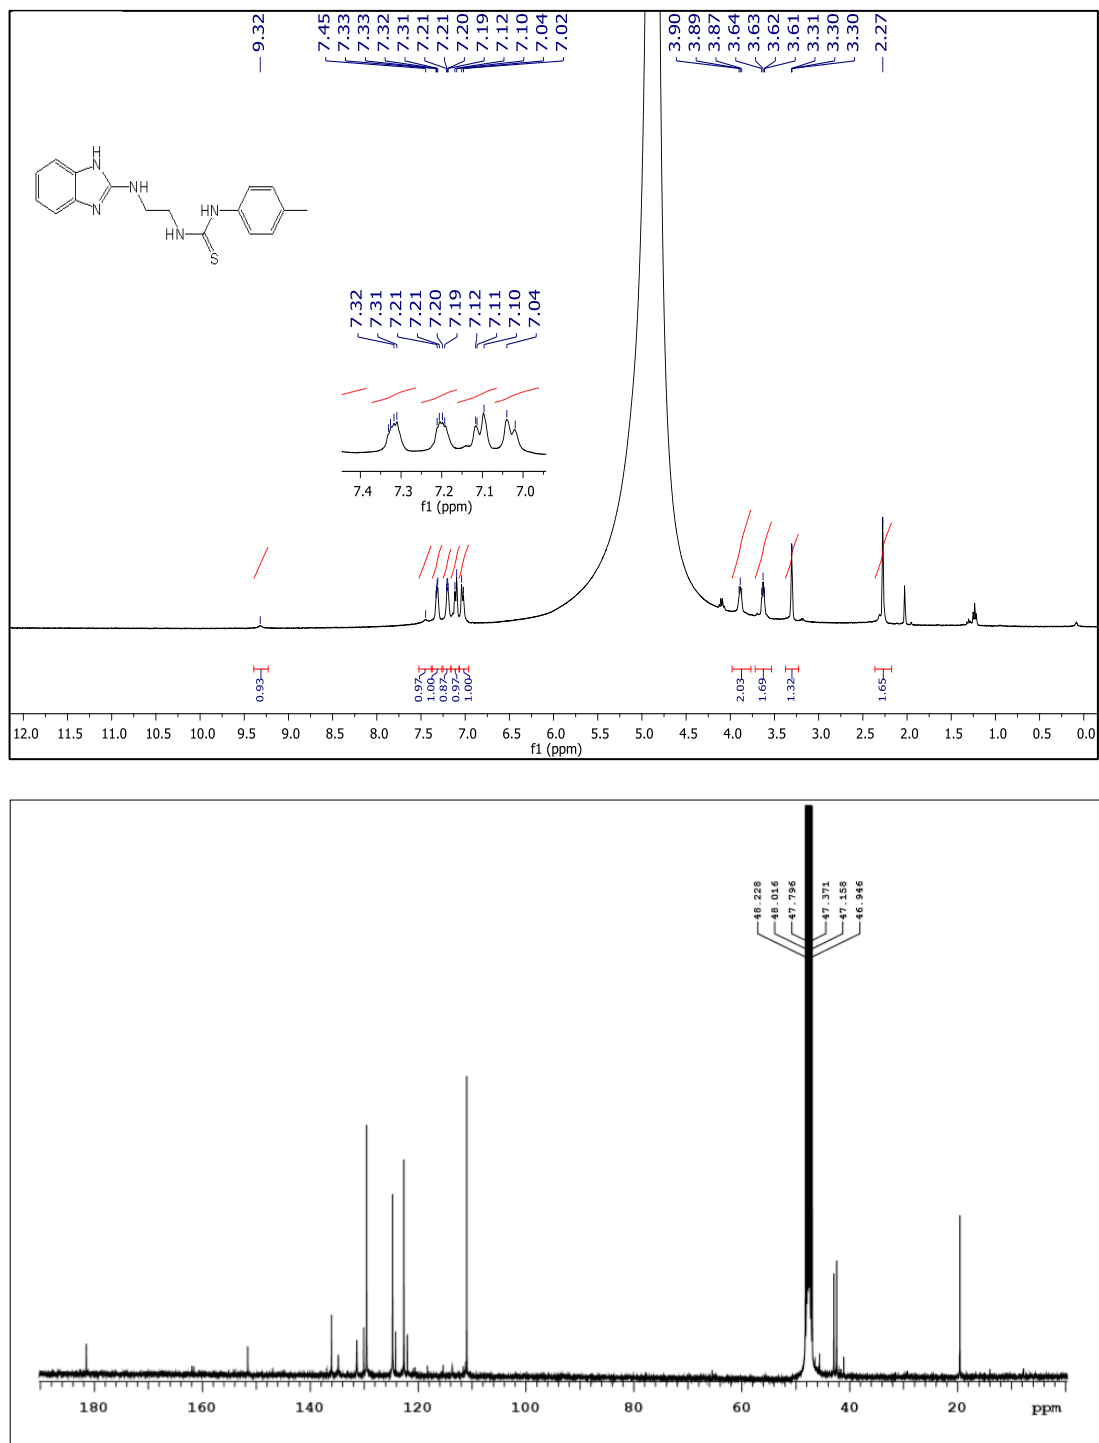 9.32 7.45 7.33 7.33 7.32 7.31 7.21 7.21 7.20 7.19 7.12 7.10 7.04 7.02 3.90 3.89 3.87 3.64 3.63 3.62 3.61 3.31 3.30 3.30 2.27
H
N
NH
N
HN
HN
S
7.32 7.31 7.21 7.21 7.20 7.19 7.12 7.11 7.10 7.04
7.4 7.3 7.2 7.1 7.0
f1 (ppm)
0.93 0.97 1.00 0.87 0.97 1.00 2.03 1.69 1.32 1.65
12.0 11.5 11.0 10.5 10.0 9.5 9.0 8.5 8.0 7.5 7.0 6.5 6.0 5.5 5.0 4.5 4.0 3.5 3.0 2.5 2.0 1.5 1.0 0.5 0.0
f1 (ppm)
48.228 48.016 47.796 47.371 47.158 46.946
180 160 140 120 100 80 60 40 20 ppm